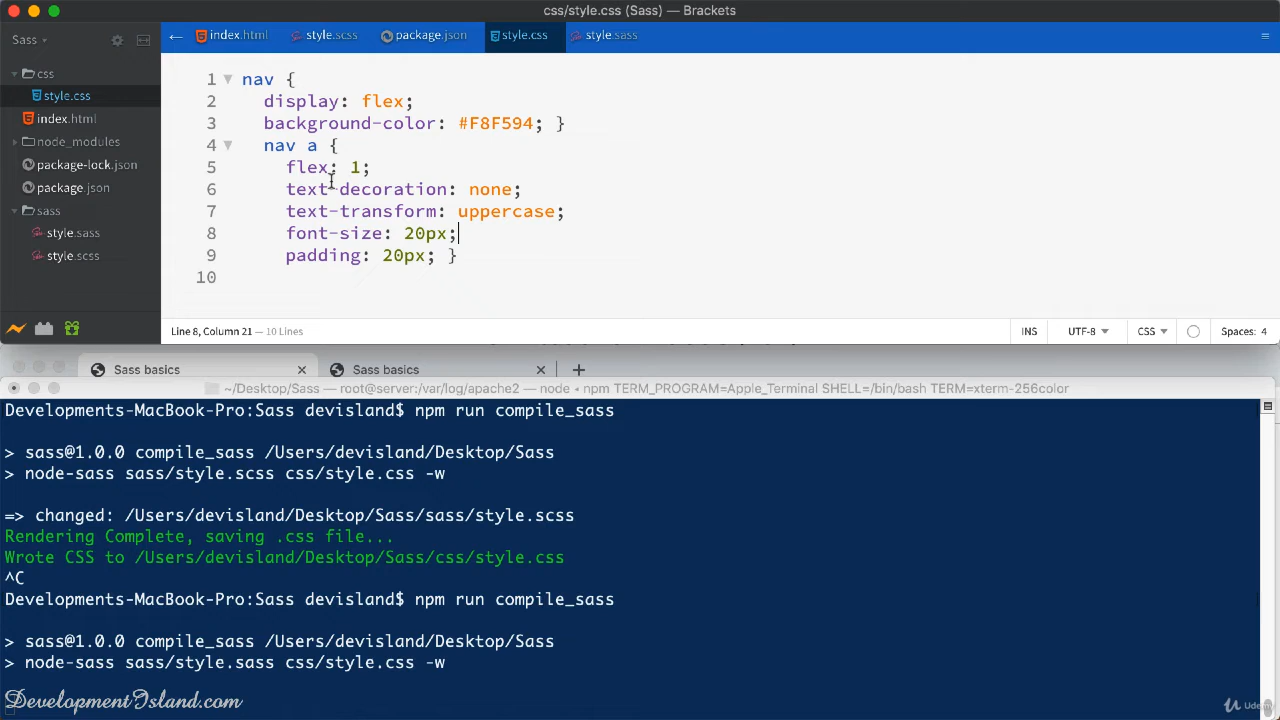 css/style.css (Sass) — Brackets
Sass
index.html
style.scss
package.json
style.css
style.sass
css
style.css
index.html
node_modules
package-lock.json
package.json
sass
style.sass
style.scss
1 nav {
2 display: flex;
3 background-color: #F8F594; }
4 nav a {
5 flex: 1;
6 text-decoration: none;
7 text-transform: uppercase;
8 font-size: 20px;
9 padding: 20px; }
10
Line 8, Column 21 — 10 Lines
INS UTF-8 CSS Spaces: 4
Sass basics
Sass basics
~/Desktop/Sass — root@server:/var/log/apache2 — node ◂ npm TERM_PROGRAM=Apple_Terminal SHELL=/bin/bash TERM=xterm-256color
Developments-MacBook-Pro:Sass devisland$ npm run compile_sass
> sass@1.0.0 compile_sass /Users/devisland/Desktop/Sass
> node-sass sass/style.scss css/style.css -w
=> changed: /Users/devisland/Desktop/Sass/sass/style.scss
Rendering Complete, saving .css file...
Wrote CSS to /Users/devisland/Desktop/Sass/css/style.css
^C
Developments-MacBook-Pro:Sass devisland$ npm run compile_sass
> sass@1.0.0 compile_sass /Users/devisland/Desktop/Sass
> node-sass sass/style.sass css/style.css -w
DevelopmentIsland.com
Udemy